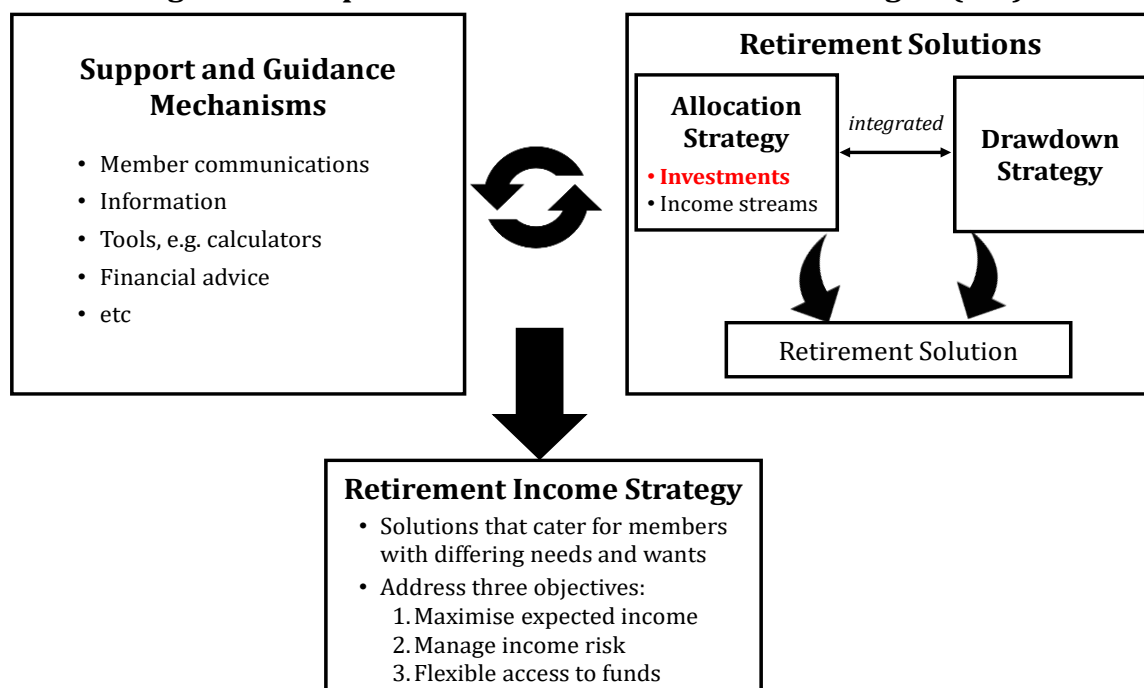 Support and Guidance
Mechanisms
• Member communications
• Information
• Tools, e.g. calculators
• Financial advice
• etc
Retirement Solutions
Allocation
Strategy
• Investments
• Income streams
integrated
Drawdown
Strategy
Retirement Solution
Retirement Income Strategy
• Solutions that cater for members
with differing needs and wants
• Address three objectives:
1. Maximise expected income
2. Manage income risk
3. Flexible access to funds